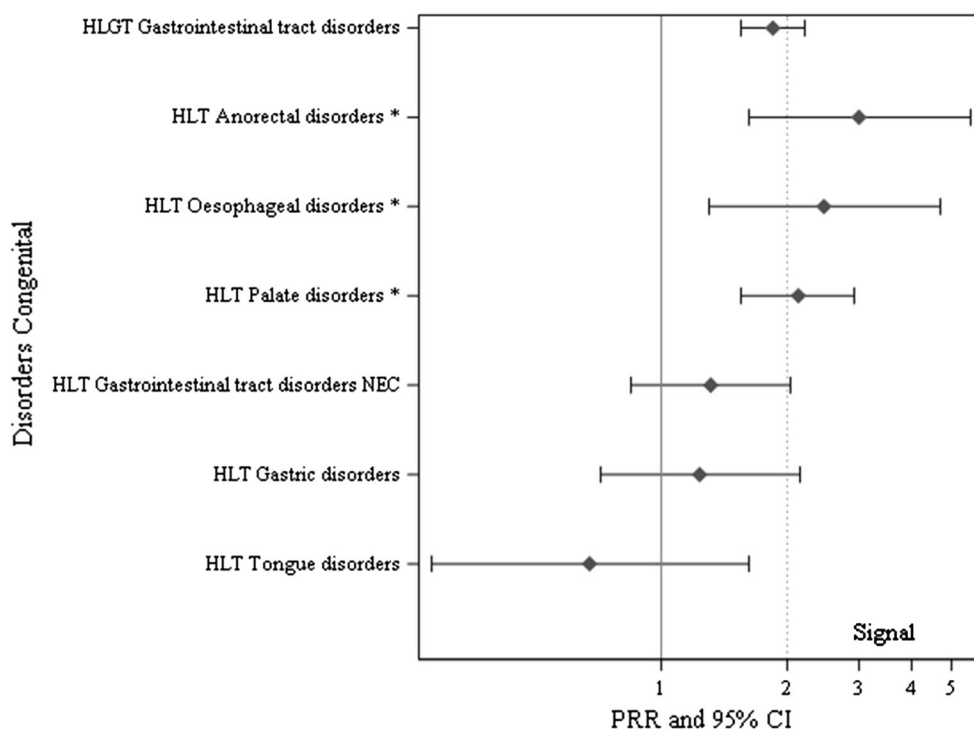 HLGT Gastrointestinal tract disorders
HLT Anorectal disorders *
HLT Oesophageal disorders *
HLT Palate disorders *
HLT Gastrointestinal tract disorders NEC
HLT Gastric disorders
HLT Tongue disorders
Disorders Congenital
Signal
1 2 3 4 5
PRR and 95% CI